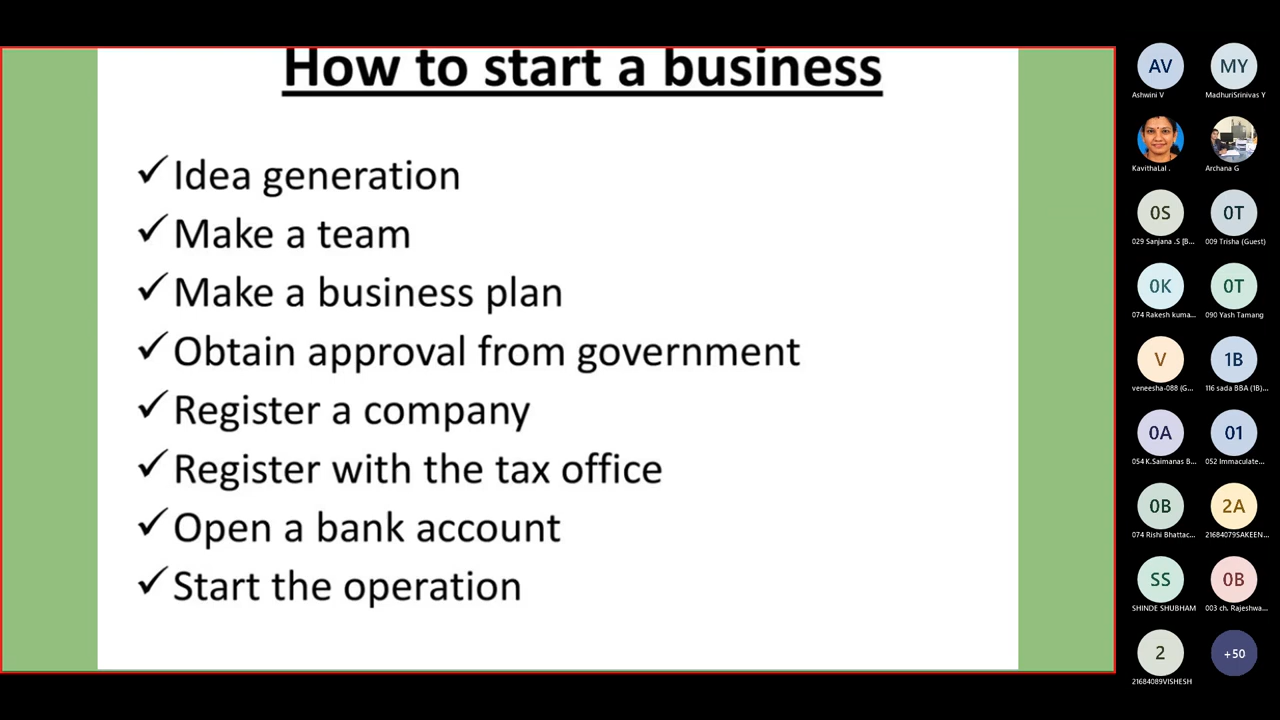 How to start a business
✓Idea generation
✓Make a team
✓Make a business plan
✓Obtain approval from government
✓Register a company
✓Register with the tax office
✓Open a bank account
✓Start the operation
AV
Ashwini V
MY
MadhuriSrinivas Y
KavithaLal .
Archana G
0S
029 Sanjana .S [B...
0T
009 Trisha (Guest)
0K
074 Rakesh kuma...
0T
090 Yash Tamang
V
veneesha-088 (G...
1B
116 sada BBA (1B)...
0A
054 K.Saimanas B...
01
052 Immaculate...
0B
074 Rishi Bhattac...
2A
21684079SAKEEN...
SS
SHINDE SHUBHAM
0B
003 ch. Rajeshwa...
2
21684089VISHESH
+50